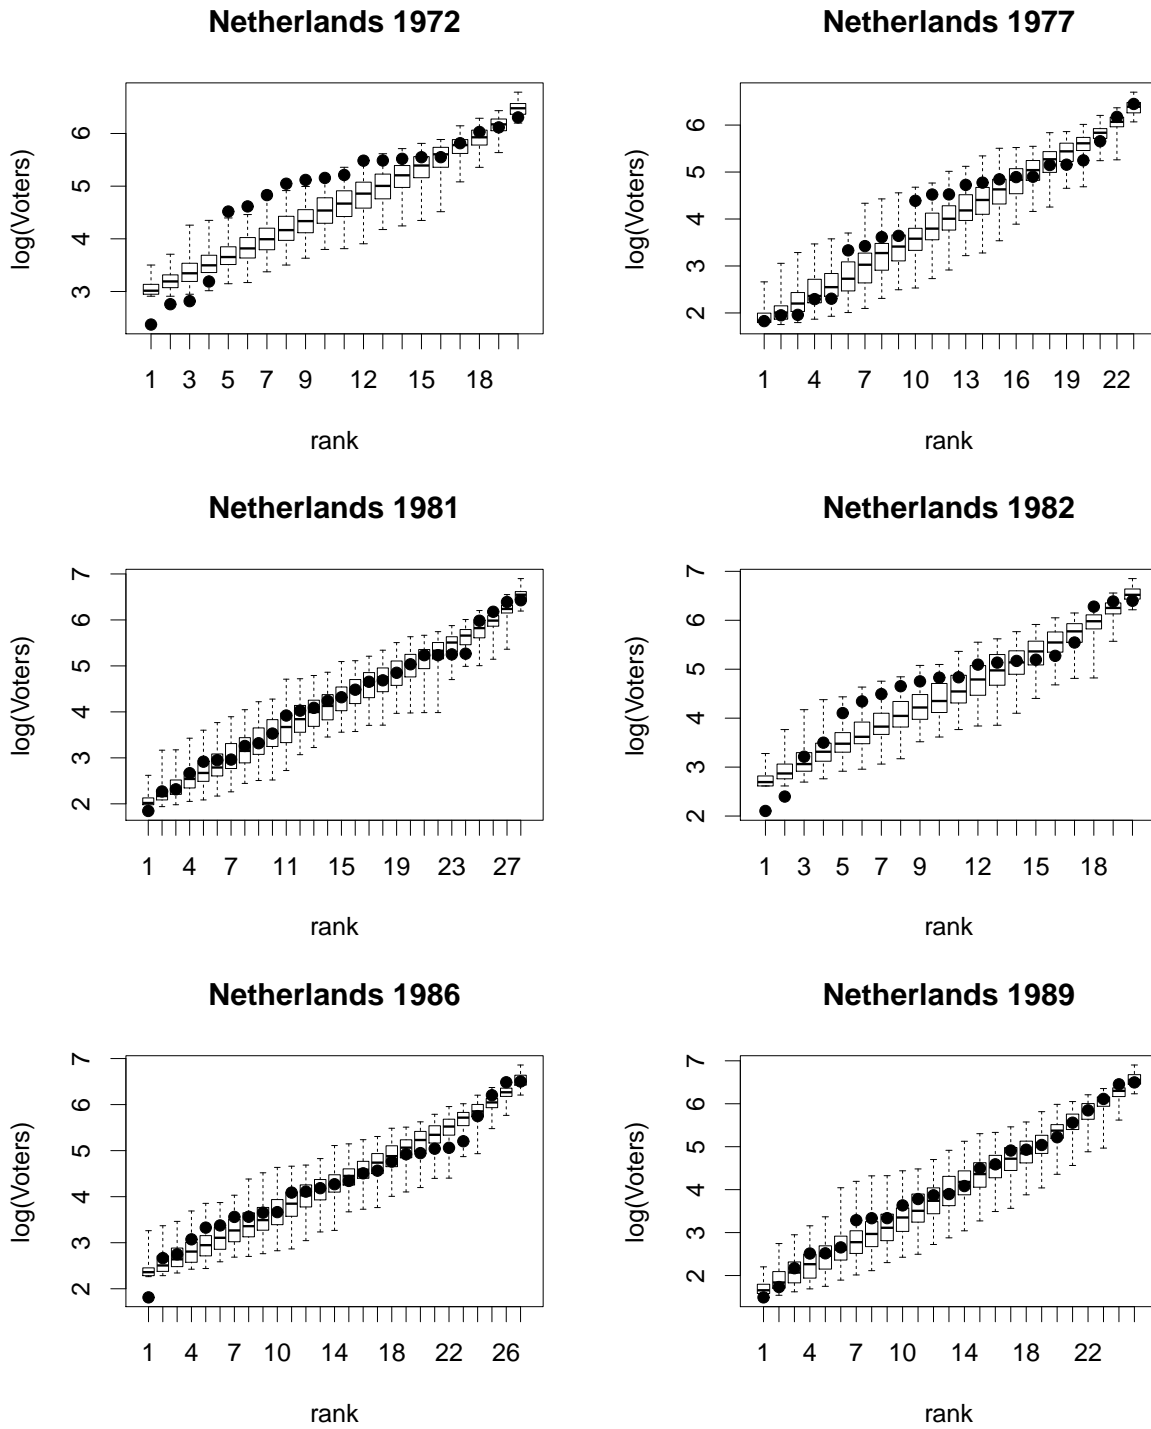 Netherlands 1972
log(Voters)
6
5
4
3
1 3 5 7 9 12 15 18
rank
Netherlands 1977
log(Voters)
6
5
4
3
2
1 4 7 10 13 16 19 22
rank
Netherlands 1981
log(Voters)
7
6
5
4
3
2
1 4 7 11 15 19 23 27
rank
Netherlands 1982
log(Voters)
7
6
5
4
3
2
1 3 5 7 9 12 15 18
rank
Netherlands 1986
log(Voters)
7
6
5
4
3
2
1 4 7 10 14 18 22 26
rank
Netherlands 1989
log(Voters)
7
6
5
4
3
2
1 4 7 10 14 18 22
rank